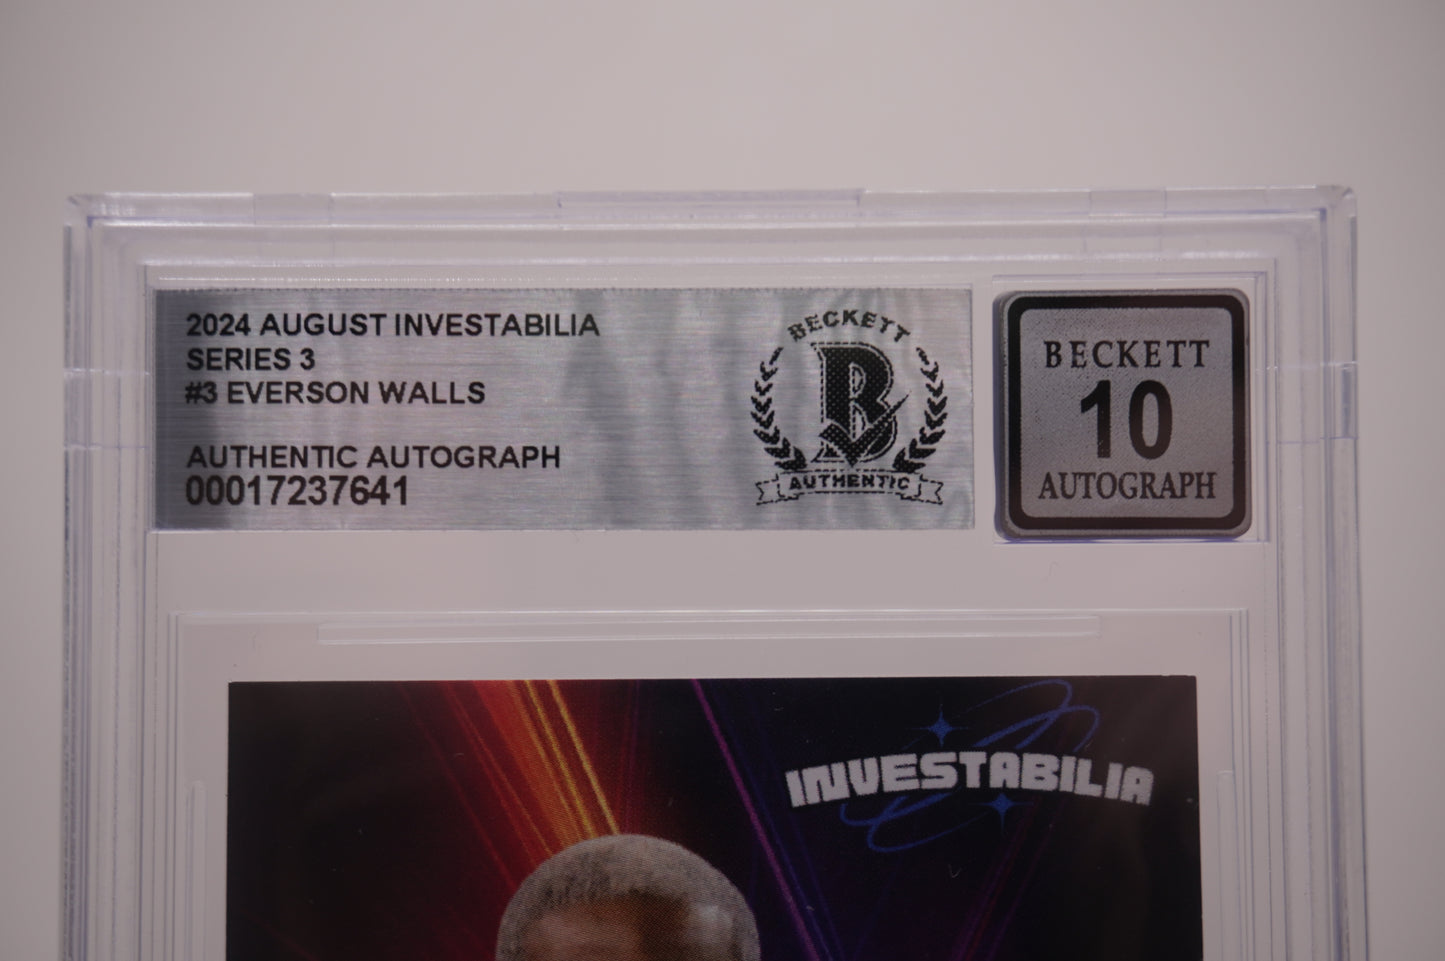 2024 AUGUST INVESTABILIA
SERIES 3
#3 EVERSON WALLS
AUTHENTIC AUTOGRAPH
00017237641
BECKETT
B
AUTHENTIC
BECKETT
10
AUTOGRAPH
INVESTABILIA